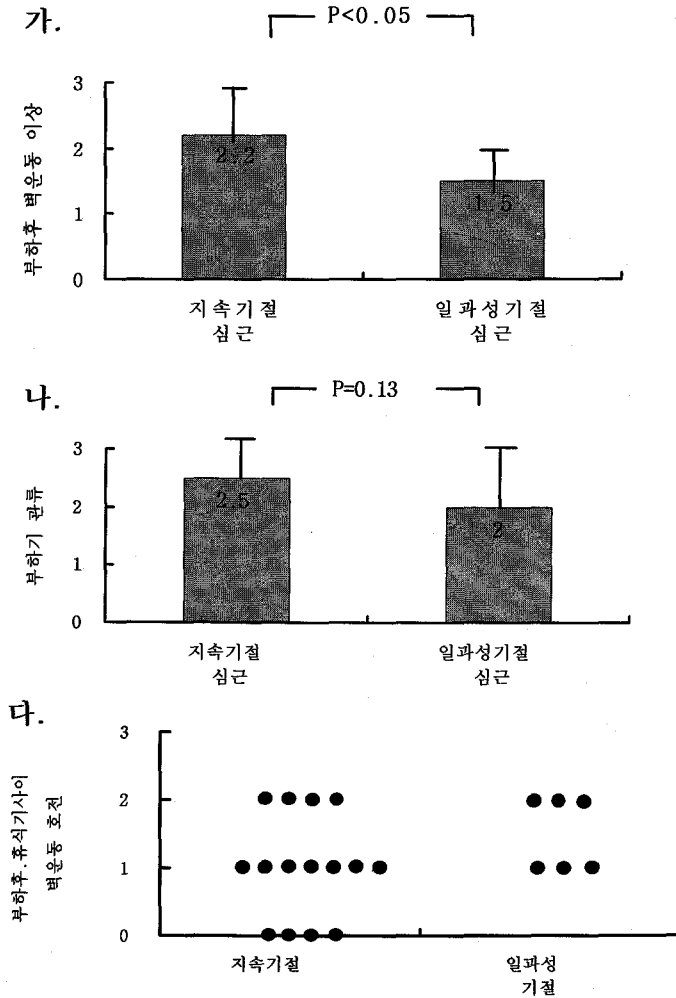 가.
P<0.05
부하후 벽운동 이상
3
2
1
0
2.2
1.5
지속기절
심근
일과성기절
심근
나.
P=0.13
부하기 관류
3
2
1
0
2.5
2
지속기절
심근
일과성기절
심근
다.
부하후.휴식기사이
벽운동 호전
3
2
1
0
지속기절
일과성
기절